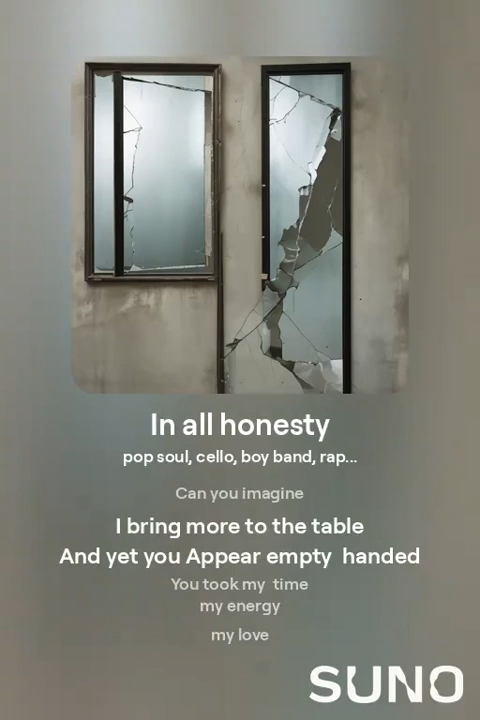 In all honesty
pop soul, cello, boy band, rap...
Can you imagine
I bring more to the table
And yet you Appear empty  handed
You took my  time
my energy
my love
SUNO